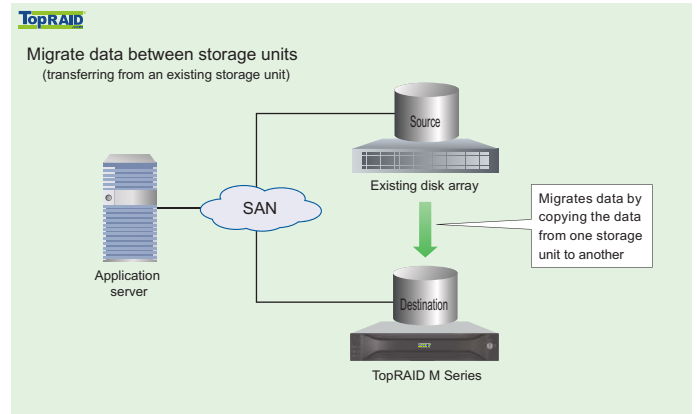 TOPRAID
.com
Migrate data between storage units
(transferring from an existing storage unit)
Source
Existing disk array
SAN
Migrates data by
copying the data
from one storage
unit to another
Application
server
Destination
TopRAID M Series